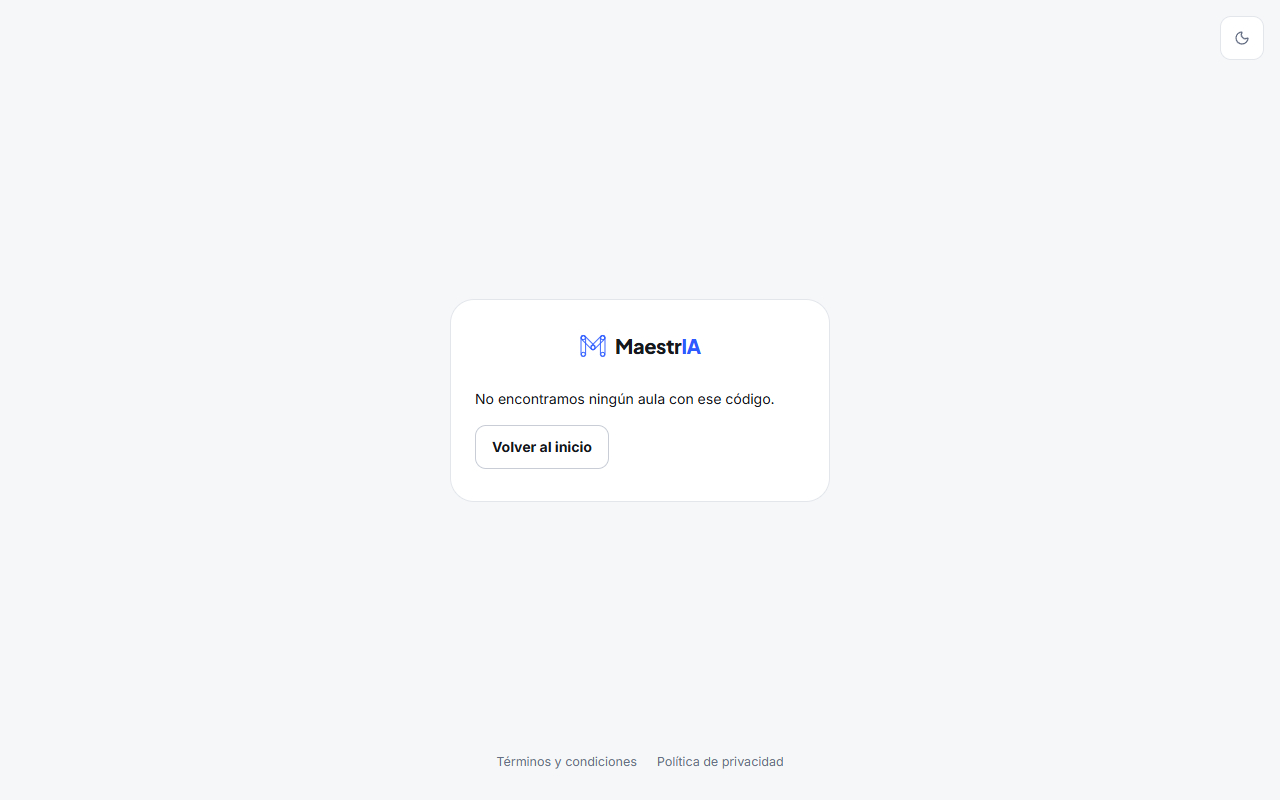 MaestrIA
No encontramos ningún aula con ese código.
Volver al inicio
Términos y condiciones
Política de privacidad